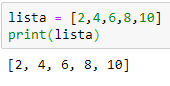 lista = [2,4,6,8,10]
print(lista)
[2, 4, 6, 8, 10]